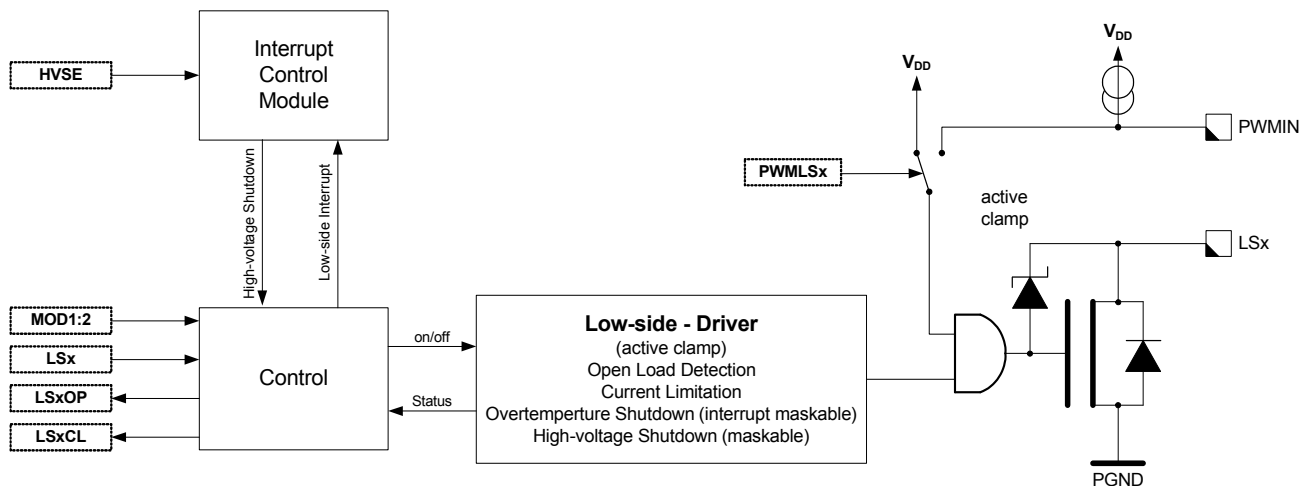 Interrupt
Control
Module
HVSE
High-voltage Shutdown
Low-side Interrupt
V_DD
V_DD
PWMIN
PWMLSx
active
clamp
LSx
MOD1:2
LSx
LSxOP
LSxCL
Control
on/off
Status
Low-side - Driver
(active clamp)
Open Load Detection
Current Limitation
Overtemperture Shutdown (interrupt maskable)
High-voltage Shutdown (maskable)
PGND